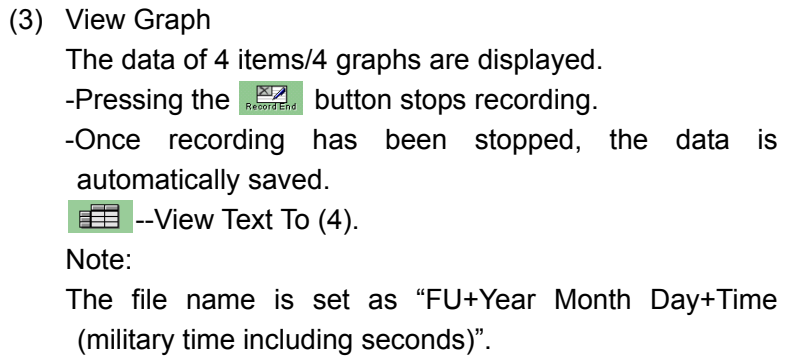 (3) View Graph
The data of 4 items/4 graphs are displayed.
-Pressing the Record End button stops recording.
-Once recording has been stopped, the data is
automatically saved.
--View Text To (4).
Note:
The file name is set as “FU+Year Month Day+Time
(military time including seconds)”.